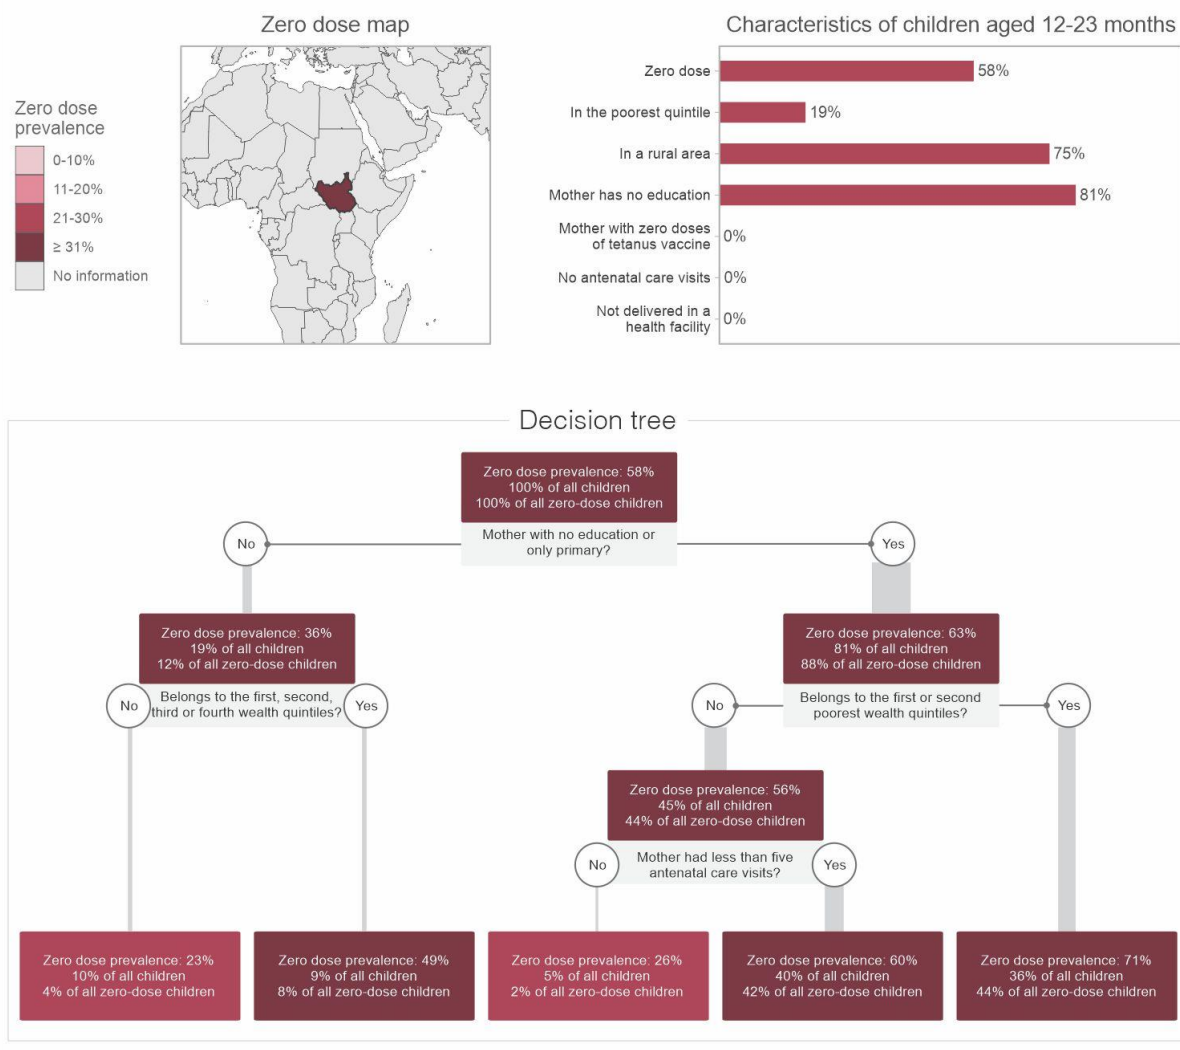 Zero dose map
Zero dose
prevalence
0-10%
11-20%
21-30%
≥ 31%
No information
Characteristics of children aged 12-23 months
Zero dose
58%
In the poorest quintile
19%
In a rural area
75%
Mother has no education
81%
Mother with zero doses
of tetanus vaccine
0%
No antenatal care visits
0%
Not delivered in a
health facility
0%
Decision tree
Zero dose prevalence: 58%
100% of all children
100% of all zero-dose children
Mother with no education or
only primary?
No
Yes
Zero dose prevalence: 36%
19% of all children
12% of all zero-dose children
Belongs to the first, second,
third or fourth wealth quintiles?
No
Yes
Zero dose prevalence: 63%
81% of all children
88% of all zero-dose children
Belongs to the first or second
poorest wealth quintiles?
No
Yes
Zero dose prevalence: 56%
45% of all children
44% of all zero-dose children
Mother had less than five
antenatal care visits?
No
Yes
Zero dose prevalence: 23%
10% of all children
4% of all zero-dose children
Zero dose prevalence: 49%
9% of all children
8% of all zero-dose children
Zero dose prevalence: 26%
5% of all children
2% of all zero-dose children
Zero dose prevalence: 60%
40% of all children
42% of all zero-dose children
Zero dose prevalence: 71%
36% of all children
44% of all zero-dose children